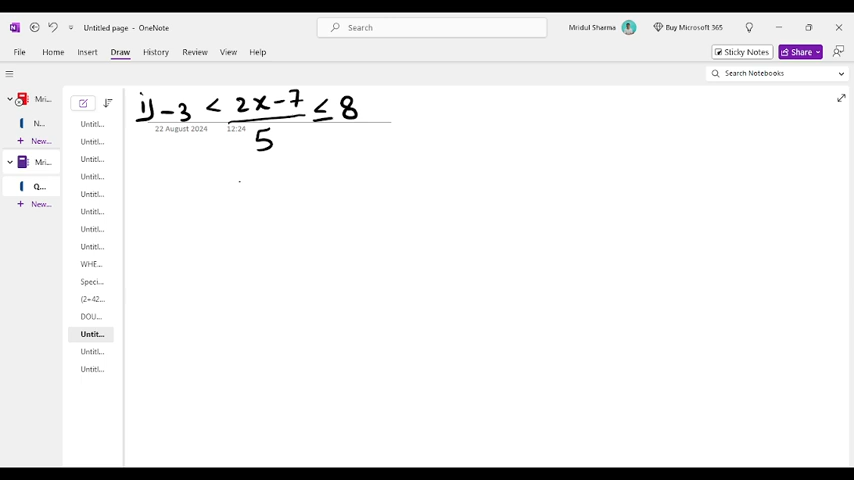 Untitled page - OneNote
Search
Mridul Sharma
Buy Microsoft 365
File Home Insert Draw History Review View Help
Sticky Notes
Share
Search Notebooks
Mri...
N...
+ New...
Mri...
Q...
+ New...
Untitl...
Untitl...
Untitl...
Untitl...
Untitl...
Untitl...
Untitl...
Untitl...
WHE...
Speci...
(2+42...
DOU...
Untit...
Untitl...
Untitl...
i) -3 < 2x-7 ≤ 8
5
22 August 2024 12:24